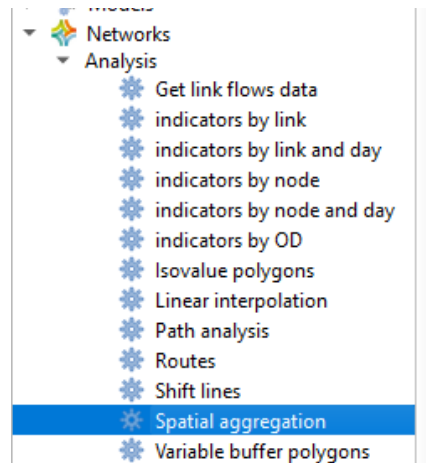 Models
Networks
Analysis
Get link flows data
indicators by link
indicators by link and day
indicators by node
indicators by node and day
indicators by OD
Isovalue polygons
Linear interpolation
Path analysis
Routes
Shift lines
Spatial aggregation
Variable buffer polygons